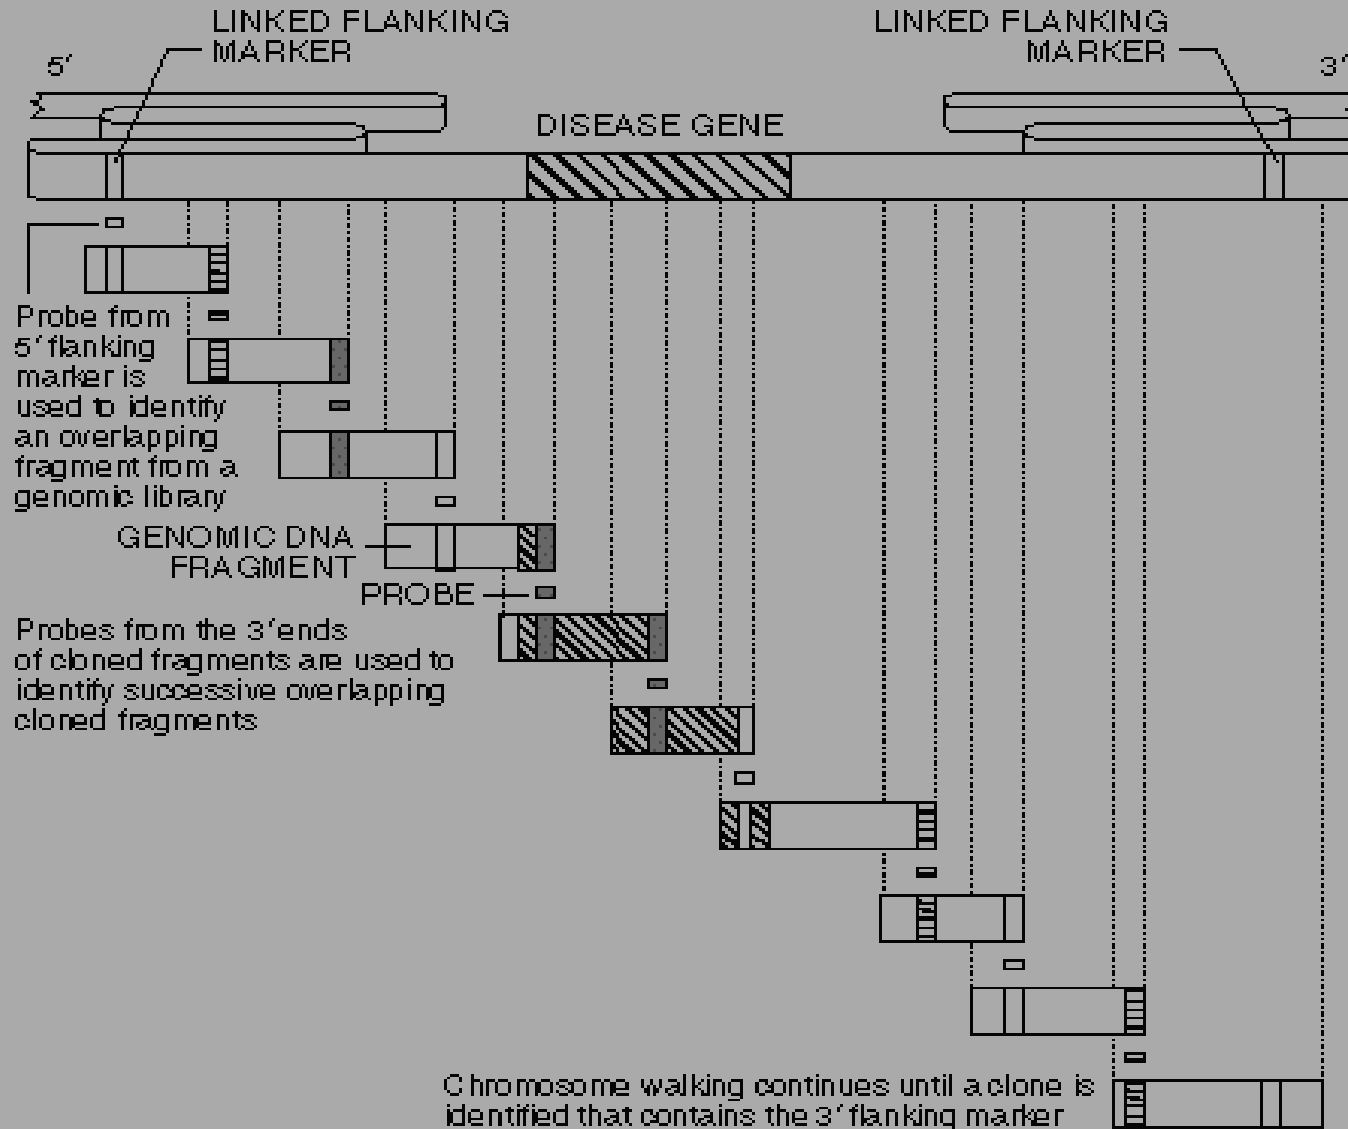 LINKED FLANKING
MARKER
LINKED FLANKING
MARKER
5′
3′
DISEASE GENE
Probe from
5′ flanking
marker is
used to identify
an overlapping
fragment from a
genomic library
GENOMIC DNA
FRAGMENT
PROBE
Probes from the 3′ ends
of cloned fragments are used to
identify successive overlapping
cloned fragments
Chromosome walking continues until a clone is
identified that contains the 3′ flanking marker